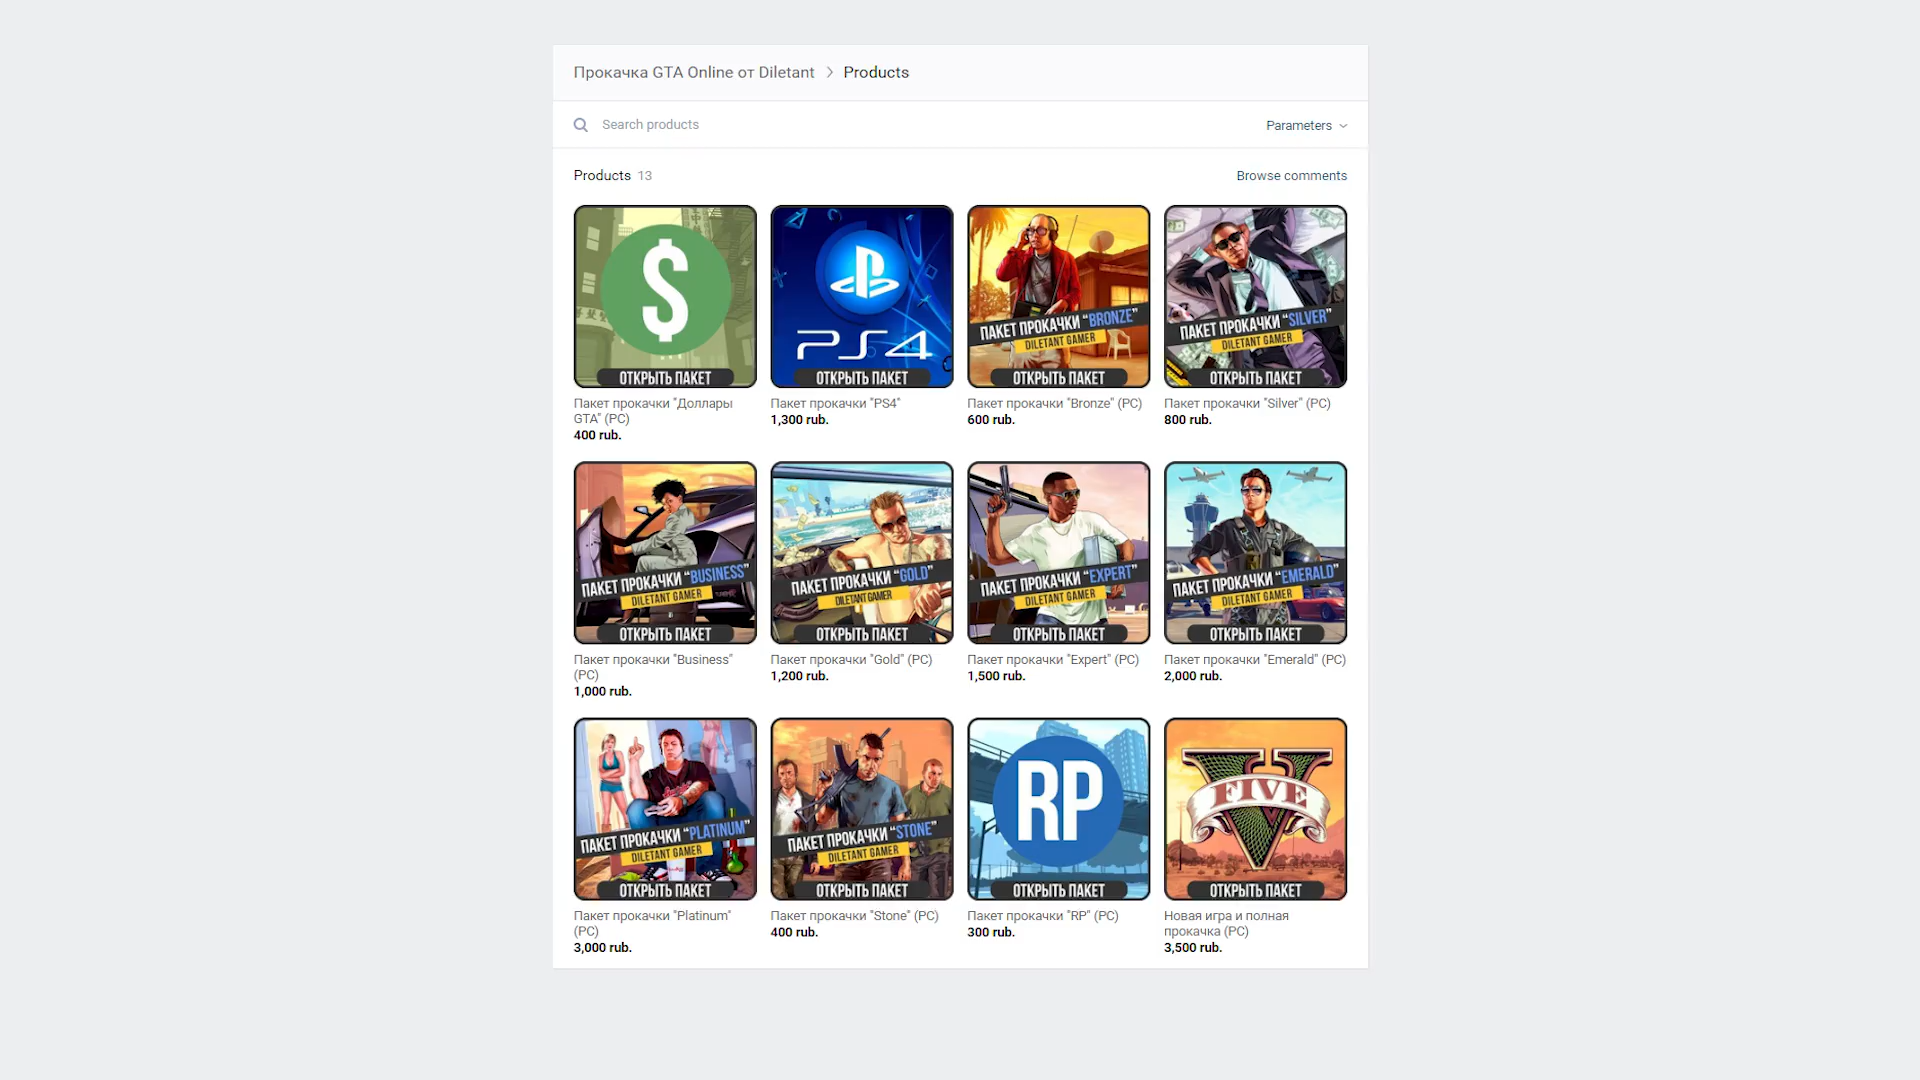 Прокачка GTA Online от Diletant > Products
Search products
Parameters
Products 13
Browse comments
$
ОТКРЫТЬ ПАКЕТ
PS4
ОТКРЫТЬ ПАКЕТ
ПАКЕТ ПРОКАЧКИ “BRONZE”
DILETANT GAMER
ОТКРЫТЬ ПАКЕТ
ПАКЕТ ПРОКАЧКИ “SILVER”
DILETANT GAMER
ОТКРЫТЬ ПАКЕТ
Пакет прокачки "Доллары
GTA" (PC)
400 rub.
Пакет прокачки "PS4"
1,300 rub.
Пакет прокачки "Bronze" (PC)
600 rub.
Пакет прокачки "Silver" (PC)
800 rub.
ПАКЕТ ПРОКАЧКИ “BUSINESS”
DILETANT GAMER
ОТКРЫТЬ ПАКЕТ
ПАКЕТ ПРОКАЧКИ “GOLD”
DILETANT GAMER
ОТКРЫТЬ ПАКЕТ
ПАКЕТ ПРОКАЧКИ “EXPERT”
DILETANT GAMER
ОТКРЫТЬ ПАКЕТ
ПАКЕТ ПРОКАЧКИ “EMERALD”
DILETANT GAMER
ОТКРЫТЬ ПАКЕТ
Пакет прокачки "Business"
(PC)
1,000 rub.
Пакет прокачки "Gold" (PC)
1,200 rub.
Пакет прокачки "Expert" (PC)
1,500 rub.
Пакет прокачки "Emerald" (PC)
2,000 rub.
ПАКЕТ ПРОКАЧКИ “PLATINUM”
DILETANT GAMER
ОТКРЫТЬ ПАКЕТ
ПАКЕТ ПРОКАЧКИ “STONE”
DILETANT GAMER
ОТКРЫТЬ ПАКЕТ
RP
ОТКРЫТЬ ПАКЕТ
V
FIVE
ОТКРЫТЬ ПАКЕТ
Пакет прокачки "Platinum"
(PC)
3,000 rub.
Пакет прокачки "Stone" (PC)
400 rub.
Пакет прокачки "RP" (PC)
300 rub.
Новая игра и полная
прокачка (PC)
3,500 rub.